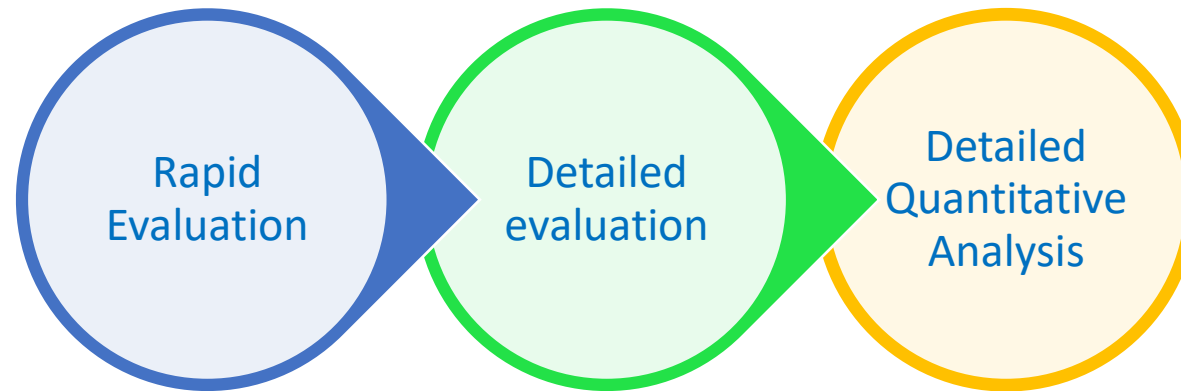 Rapid
Evaluation
Detailed
evaluation
Detailed
Quantitative
Analysis